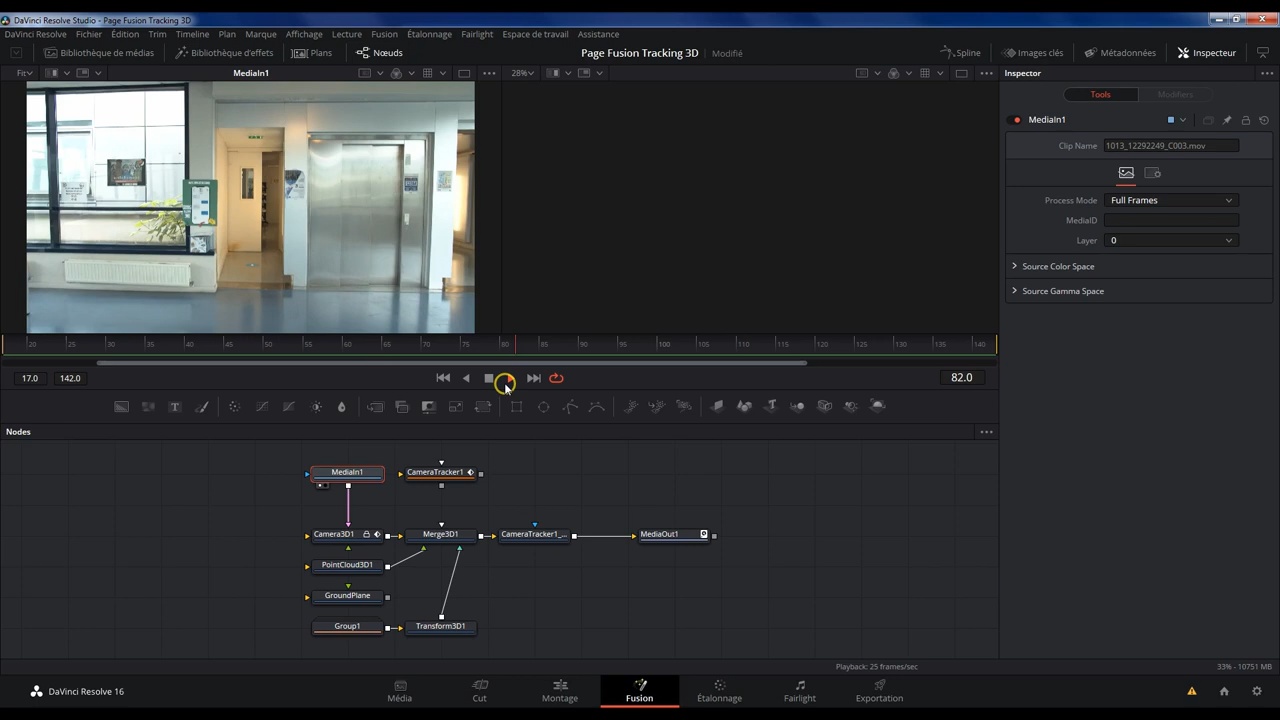 DaVinci Resolve Studio - Page Fusion Tracking 3D
DaVinci Resolve Fichier Édition Trim Timeline Plan Marque Affichage Lecture Fusion Étalonnage Fairlight Espace de travail Assistance
Bibliothèque de médias Bibliothèque d'effets Plans Nœuds Page Fusion Tracking 3D Modifié Spline Images clés Métadonnées Inspecteur
Fit MediaIn1 28% Inspector
Tools Modifiers
MediaIn1
Clip Name 1013_12292249_C003.mov
Process Mode Full Frames
MediaID
Layer 0
Source Color Space
Source Gamma Space
20 25 30 35 40 45 50 55 60 65 70 75 80 85 90 95 100 105 110 115 120 125 130 135 140
17.0 142.0 82.0
Nodes
MediaIn1 CameraTracker1
Camera3D1 Merge3D1 CameraTracker1_... MediaOut1
PointCloud3D1
GroundPlane
Group1 Transform3D1
Playback: 25 frames/sec 33% - 10751 MB
DaVinci Resolve 16 Média Cut Montage Fusion Étalonnage Fairlight Exportation